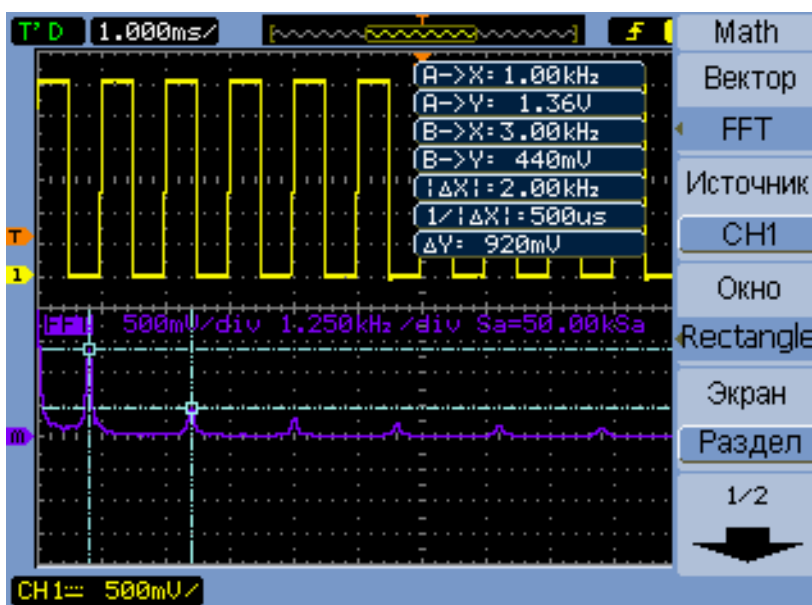 T'D 1.000ms/ T Math
Вектор
FFT
Источник
CH1
Окно
Rectangle
Экран
Раздел
1/2
A->X: 1.00kHz
A->Y: 1.36V
B->X: 3.00kHz
B->Y: 440mV
|ΔX|: 2.00kHz
1/|ΔX|: 500us
ΔY: 920mV
T
1
FFT 500mV/div 1.250kHz/div Sa=50.00kSa
m
CH1 500mV/